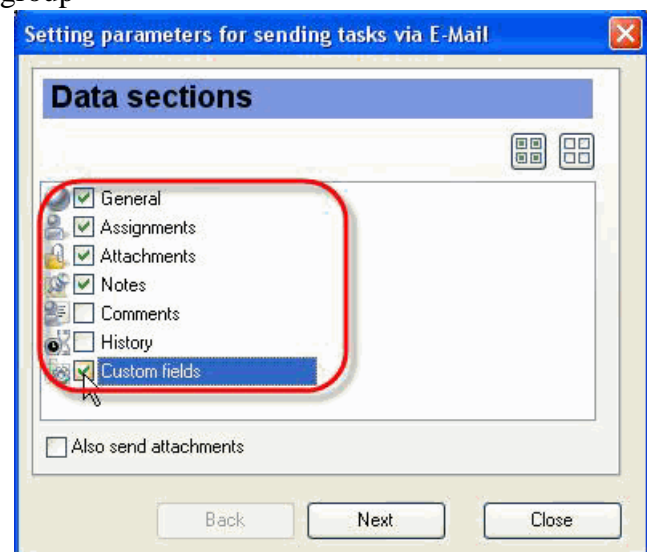 group
Setting parameters for sending tasks via E-Mail
Data sections
General
Assignments
Attachments
Notes
Comments
History
Custom fields
Also send attachments
Back Next Close